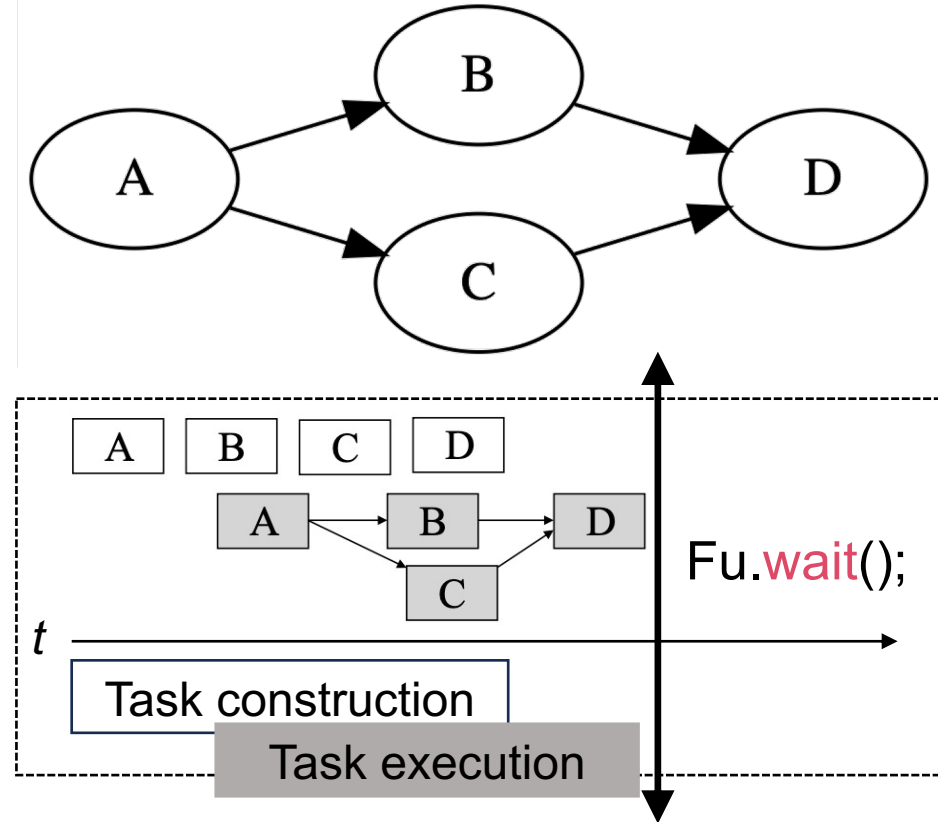 B
A
D
C
A B C D
A B D
Fu.wait();
C
t
Task construction
Task execution